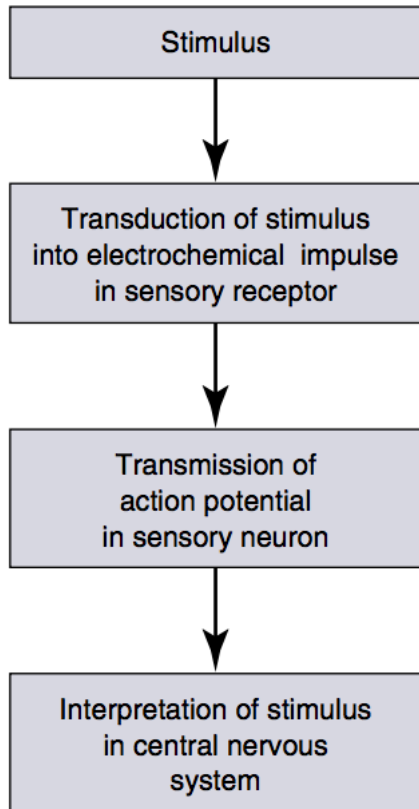 Stimulus
Transduction of stimulus
into electrochemical impulse
in sensory receptor
Transmission of
action potential
in sensory neuron
Interpretation of stimulus
in central nervous
system